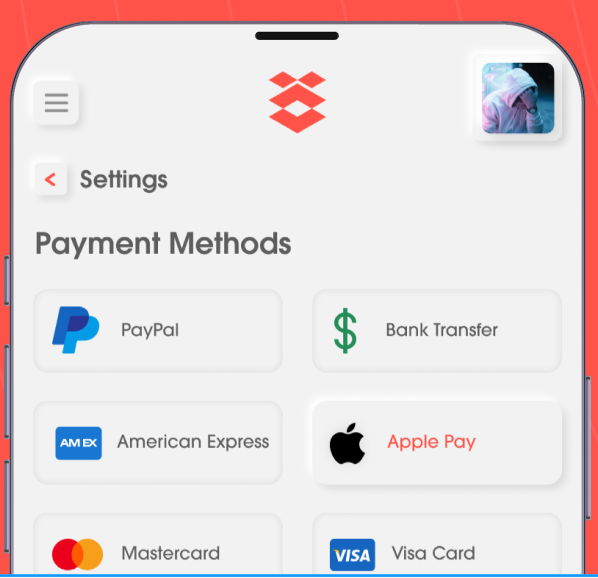 Settings
Payment Methods
PayPal
Bank Transfer
AM EX
American Express
Apple Pay
Mastercard
VISA
Visa Card